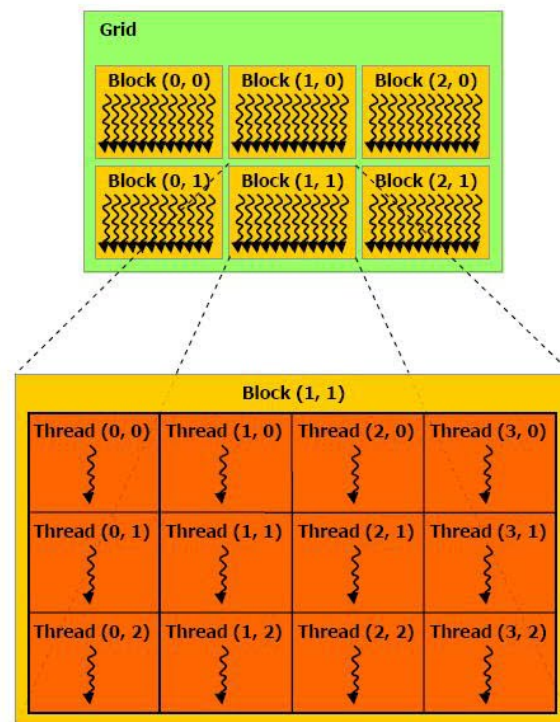 Grid
Block (0, 0) Block (1, 0) Block (2, 0)
Block (0, 1) Block (1, 1) Block (2, 1)
Block (1, 1)
Thread (0, 0) Thread (1, 0) Thread (2, 0) Thread (3, 0)
Thread (0, 1) Thread (1, 1) Thread (2, 1) Thread (3, 1)
Thread (0, 2) Thread (1, 2) Thread (2, 2) Thread (3, 2)